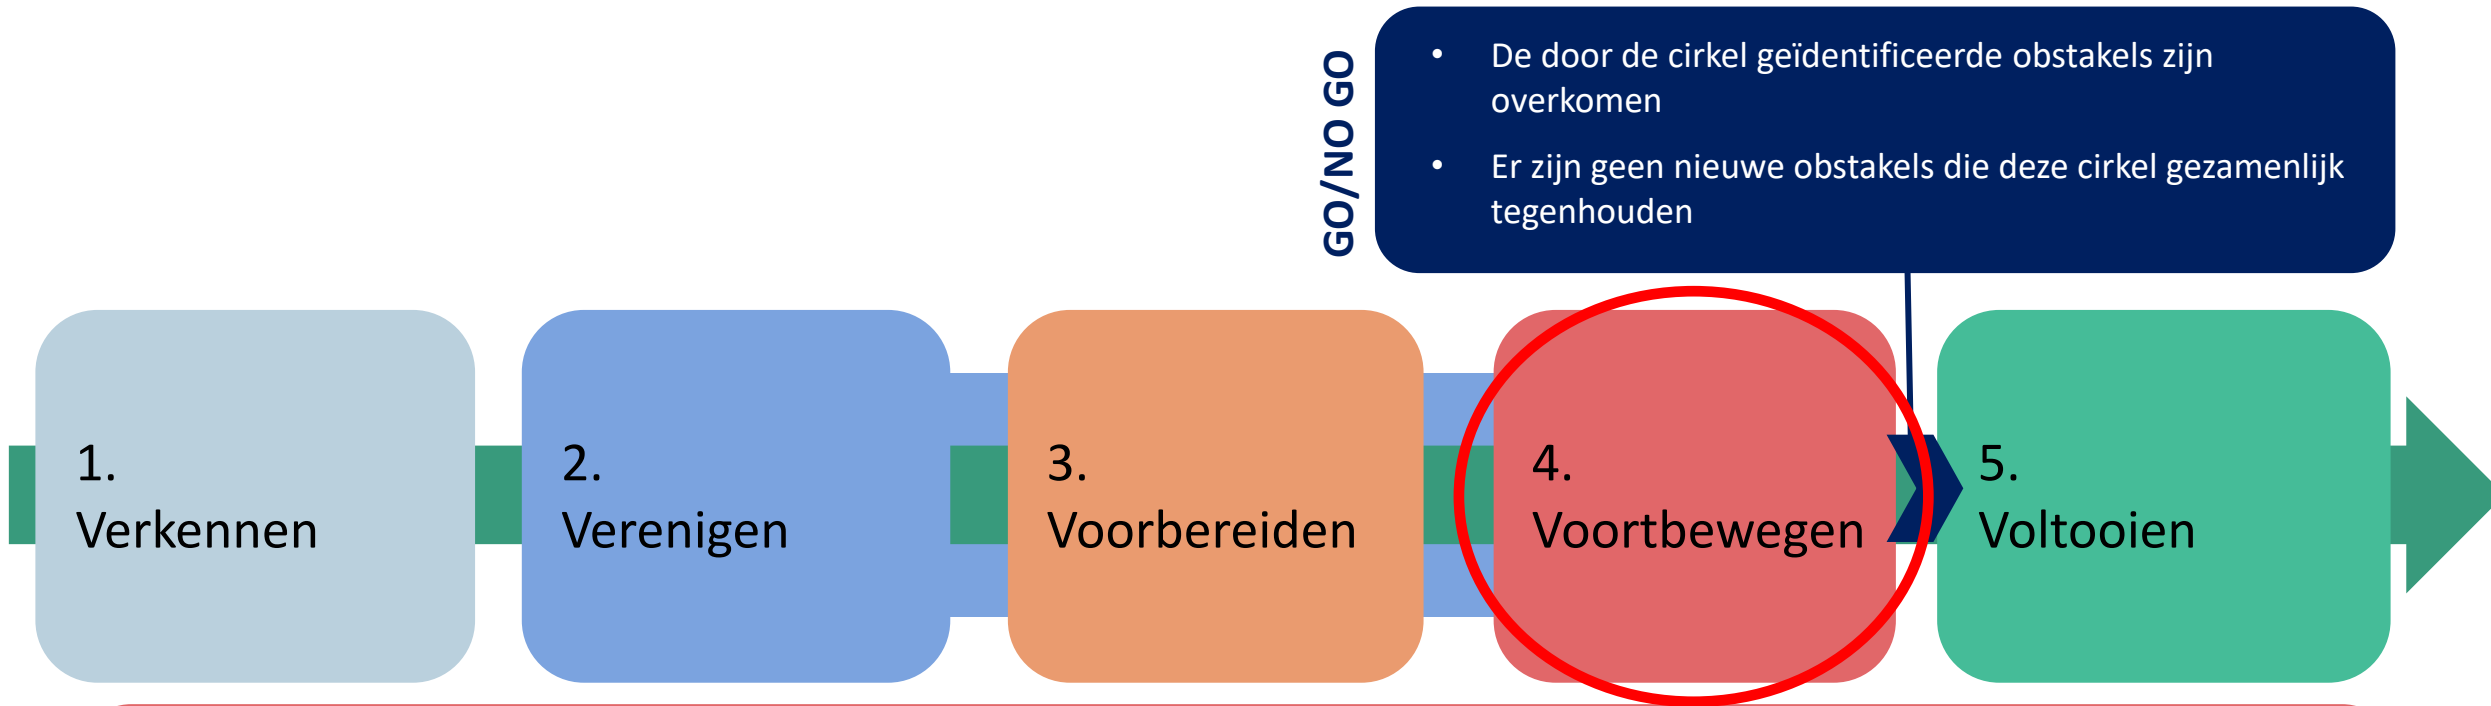 GO/NO GO
• De door de cirkel geïdentificeerde obstakels zijn
overkomen
• Er zijn geen nieuwe obstakels die deze cirkel gezamenlijk
tegenhouden
1.
Verkennen
2.
Verenigen
3.
Voorbereiden
4.
Voortbewegen
5.
Voltooien